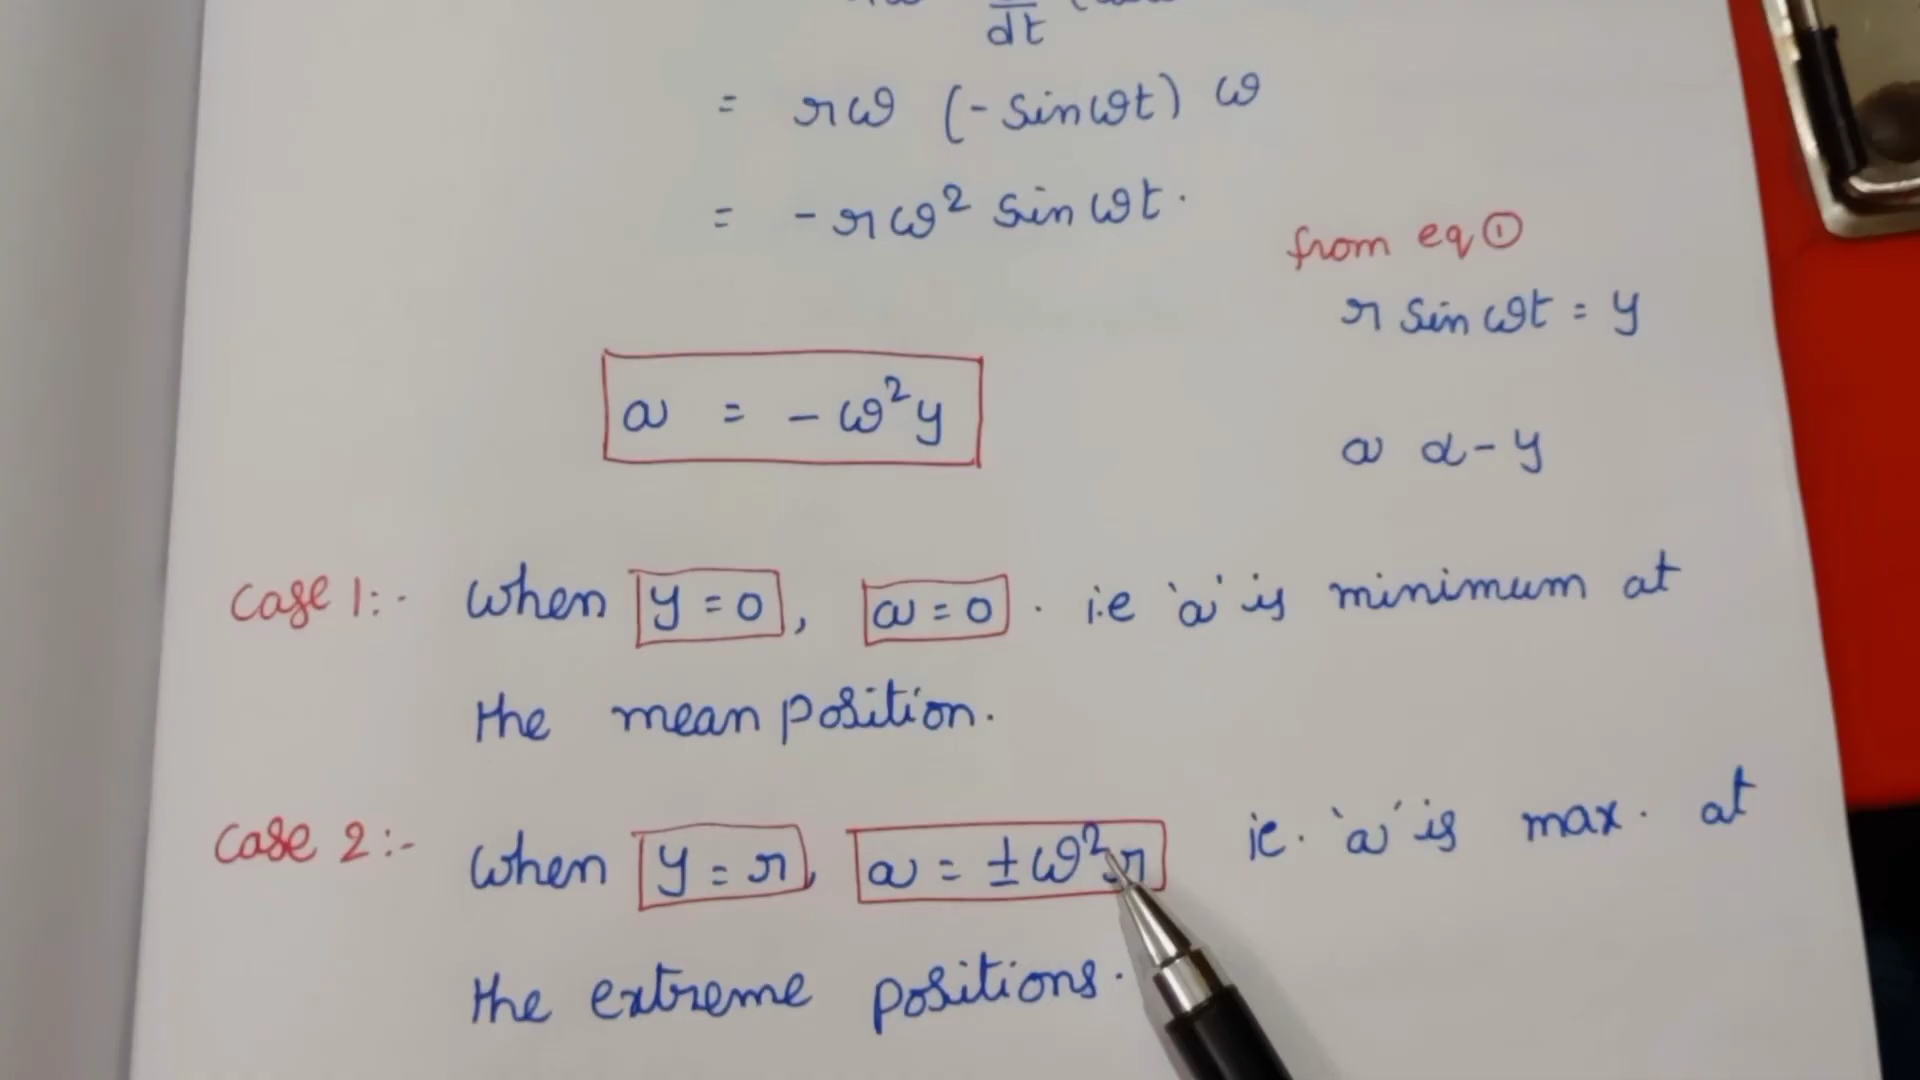 dt
= rω (-sinωt) ω
= -rω² sin ωt.
from eq ①
r sin ωt = y
a = -ω²y
a α - y
Case 1:- When y = 0, a = 0. i.e 'a' is minimum at
the mean position.
Case 2:- When y = r, a = ±ω²r ie. 'a' is max. at
the extreme positions.